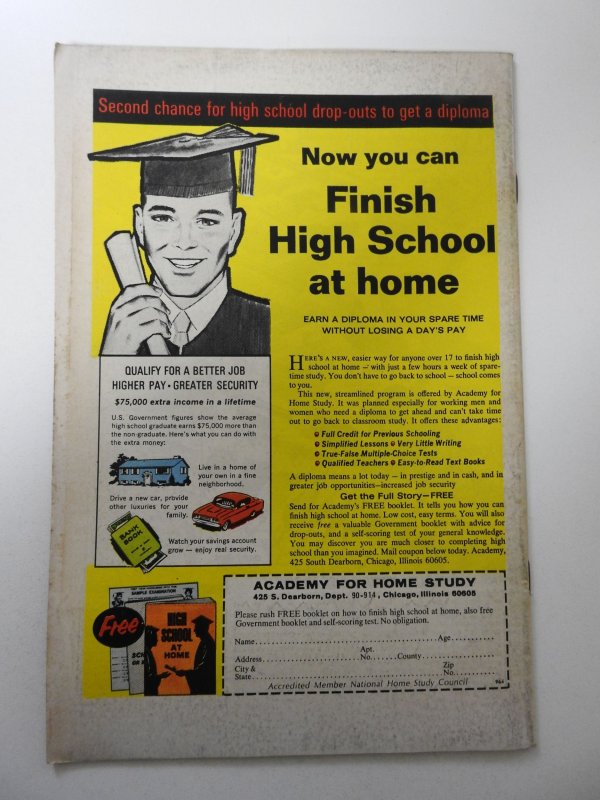 Second chance for high school drop-outs to get a diploma
Now you can
Finish
High School
at home
EARN A DIPLOMA IN YOUR SPARE TIME
WITHOUT LOSING A DAY'S PAY
HERE'S A NEW, easier way for anyone over 17 to finish high
school at home – with just a few hours a week of spare-
time study. You don't have to go back to school – school comes
to you.
This new, streamlined program is offered by Academy for
Home Study. It was planned especially for working men and
women who need a diploma to get ahead and can't take time
out to go back to classroom study. It offers these advantages:
Full Credit for Previous Schooling
Simplified Lessons • Very Little Writing
True-False Multiple-Choice Tests
Qualified Teachers • Easy-to-Read Text Books
A diploma means a lot today – in prestige and in cash, and in
greater job opportunities–increased job security
Get the Full Story–FREE
Send for Academy's FREE booklet. It tells you how you can
finish high school at home. Low cost, easy terms. You will also
receive free a valuable Government booklet with advice for
drop-outs, and a self-scoring test of your general knowledge.
You may discover you are much closer to completing high
school than you imagined. Mail coupon below today. Academy,
425 South Dearborn, Chicago, Illinois 60605.
QUALIFY FOR A BETTER JOB
HIGHER PAY • GREATER SECURITY
$75,000 extra income in a lifetime
U.S. Government figures show the average
high school graduate earns $75,000 more than
the non-graduate. Here's what you can do with
the extra money:
Live in a home of
your own in a fine
neighborhood.
Drive a new car, provide
other luxuries for your
family.
BANK
BOOK
Watch your savings account
grow – enjoy real security.
Free
SAMPLE EXAMINATION
HIGH
SCHOOL
AT
HOME
ACADEMY FOR HOME STUDY
425 S. Dearborn, Dept. 90-914, Chicago, Illinois 60605
Please rush FREE booklet on how to finish high school at home, also free
Government booklet and self-scoring test. No obligation.
Name.......... Age..........
Address.......... Apt. No....... County..........
City & State.......... Zip No..........
Accredited Member National Home Study Council